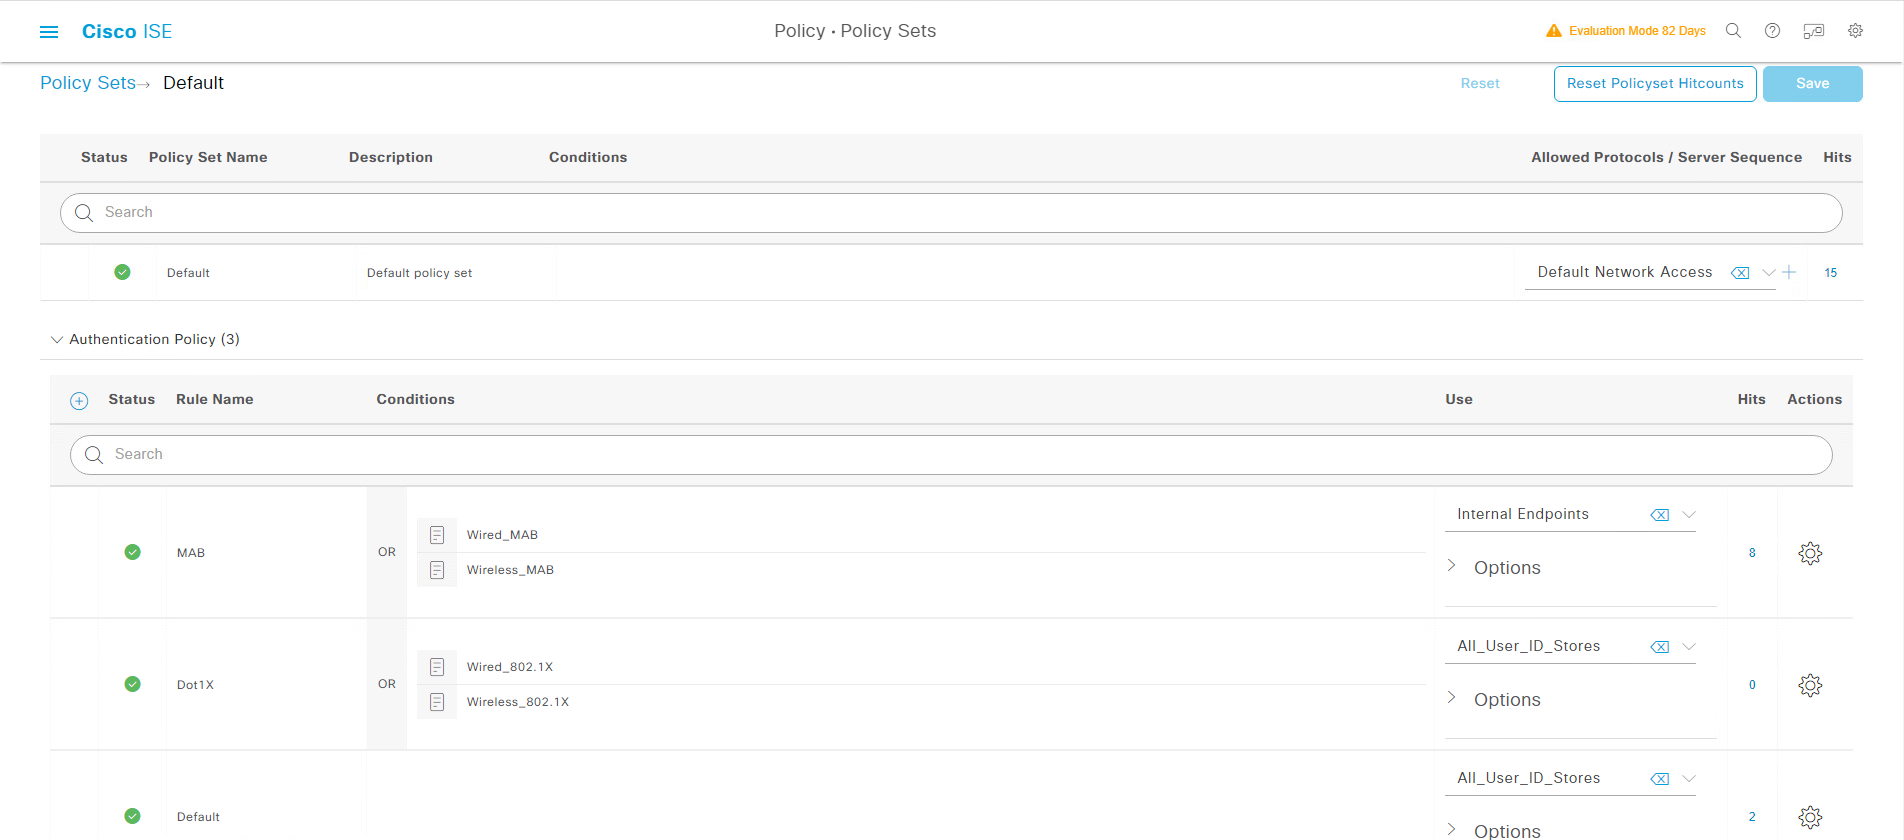 Cisco ISE
Policy · Policy Sets
Evaluation Mode 82 Days
Policy Sets→ Default
Reset
Reset Policyset Hitcounts
Save
Status Policy Set Name Description Conditions Allowed Protocols / Server Sequence Hits
Search
Default Default policy set Default Network Access 15
Authentication Policy (3)
Status Rule Name Conditions Use Hits Actions
Search
MAB
OR
Wired_MAB
Wireless_MAB
Internal Endpoints
Options
8
Dot1X
OR
Wired_802.1X
Wireless_802.1X
All_User_ID_Stores
Options
0
Default
All_User_ID_Stores
Options
2